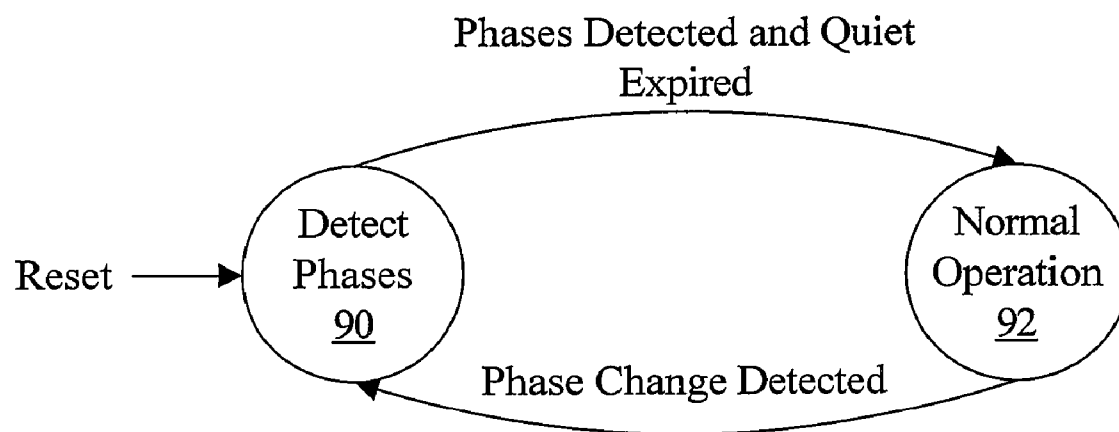 Phases Detected and Quiet
Expired
Detect
Phases
90
Reset
Normal
Operation
92
Phase Change Detected